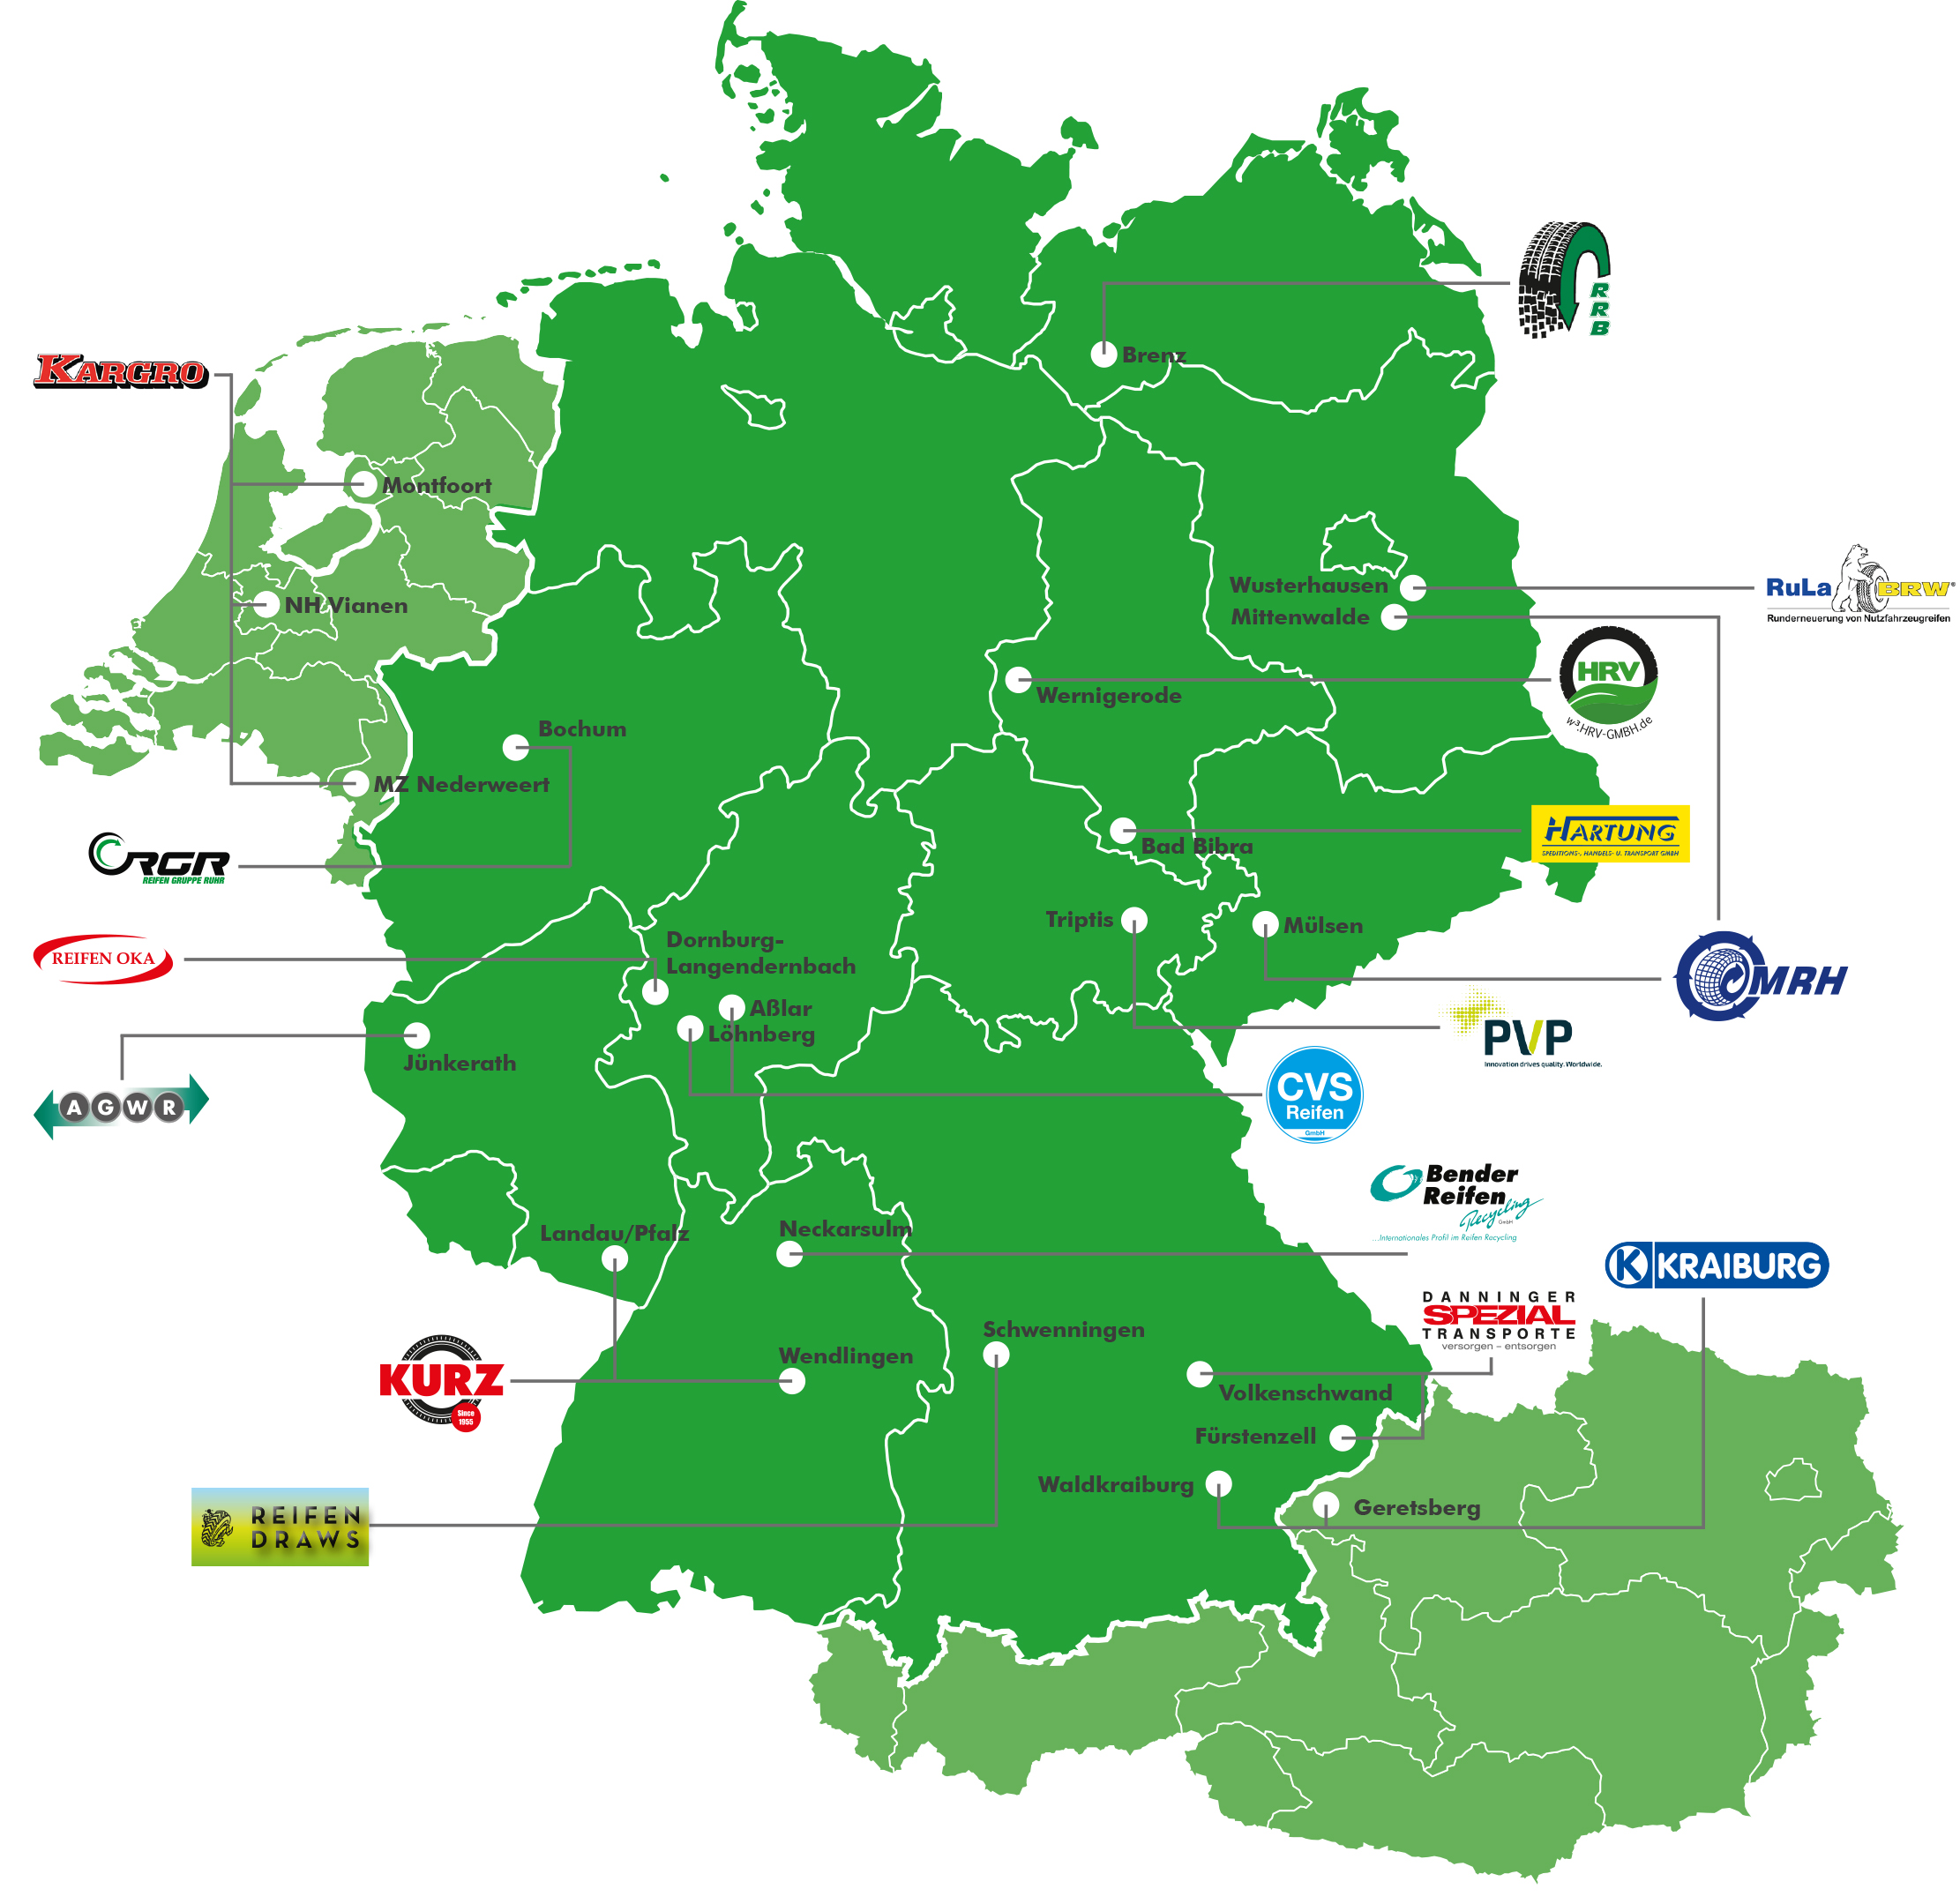 RRB
Brenz
KARGRO
Montfoort
RuLa BRW®
Runderneuerung von Nutzfahrzeugreifen
Wusterhausen
NH Vianen
Mittenwalde
HRV
w³.HRV-GMBH.de
Wernigerode
Bochum
MZ Nederweert
HARTUNG
SPEDITIONS-, HANDELS- U. TRANSPORT GMBH
Bad Bibra
RGR
REIFEN GRUPPE RUHR
Triptis
Mülsen
Dornburg-
Langendernbach
REIFEN OKA
MRH
Aßlar
Löhnberg
PVP
Innovation drives quality. Worldwide.
Jünkerath
CVS
Reifen
GmbH
A G W R
Bender
Reifen
Recycling
GmbH
...Internationales Profil im Reifen Recycling
Landau/Pfalz
Neckarsulm
K KRAIBURG
DANNINGER
SPEZIAL
TRANSPORTE
versorgen – entsorgen
Schwenningen
Wendlingen
KURZ
Since
1955
Volkenschwand
Fürstenzell
Waldkraiburg
Geretsberg
REIFEN
DRAWS